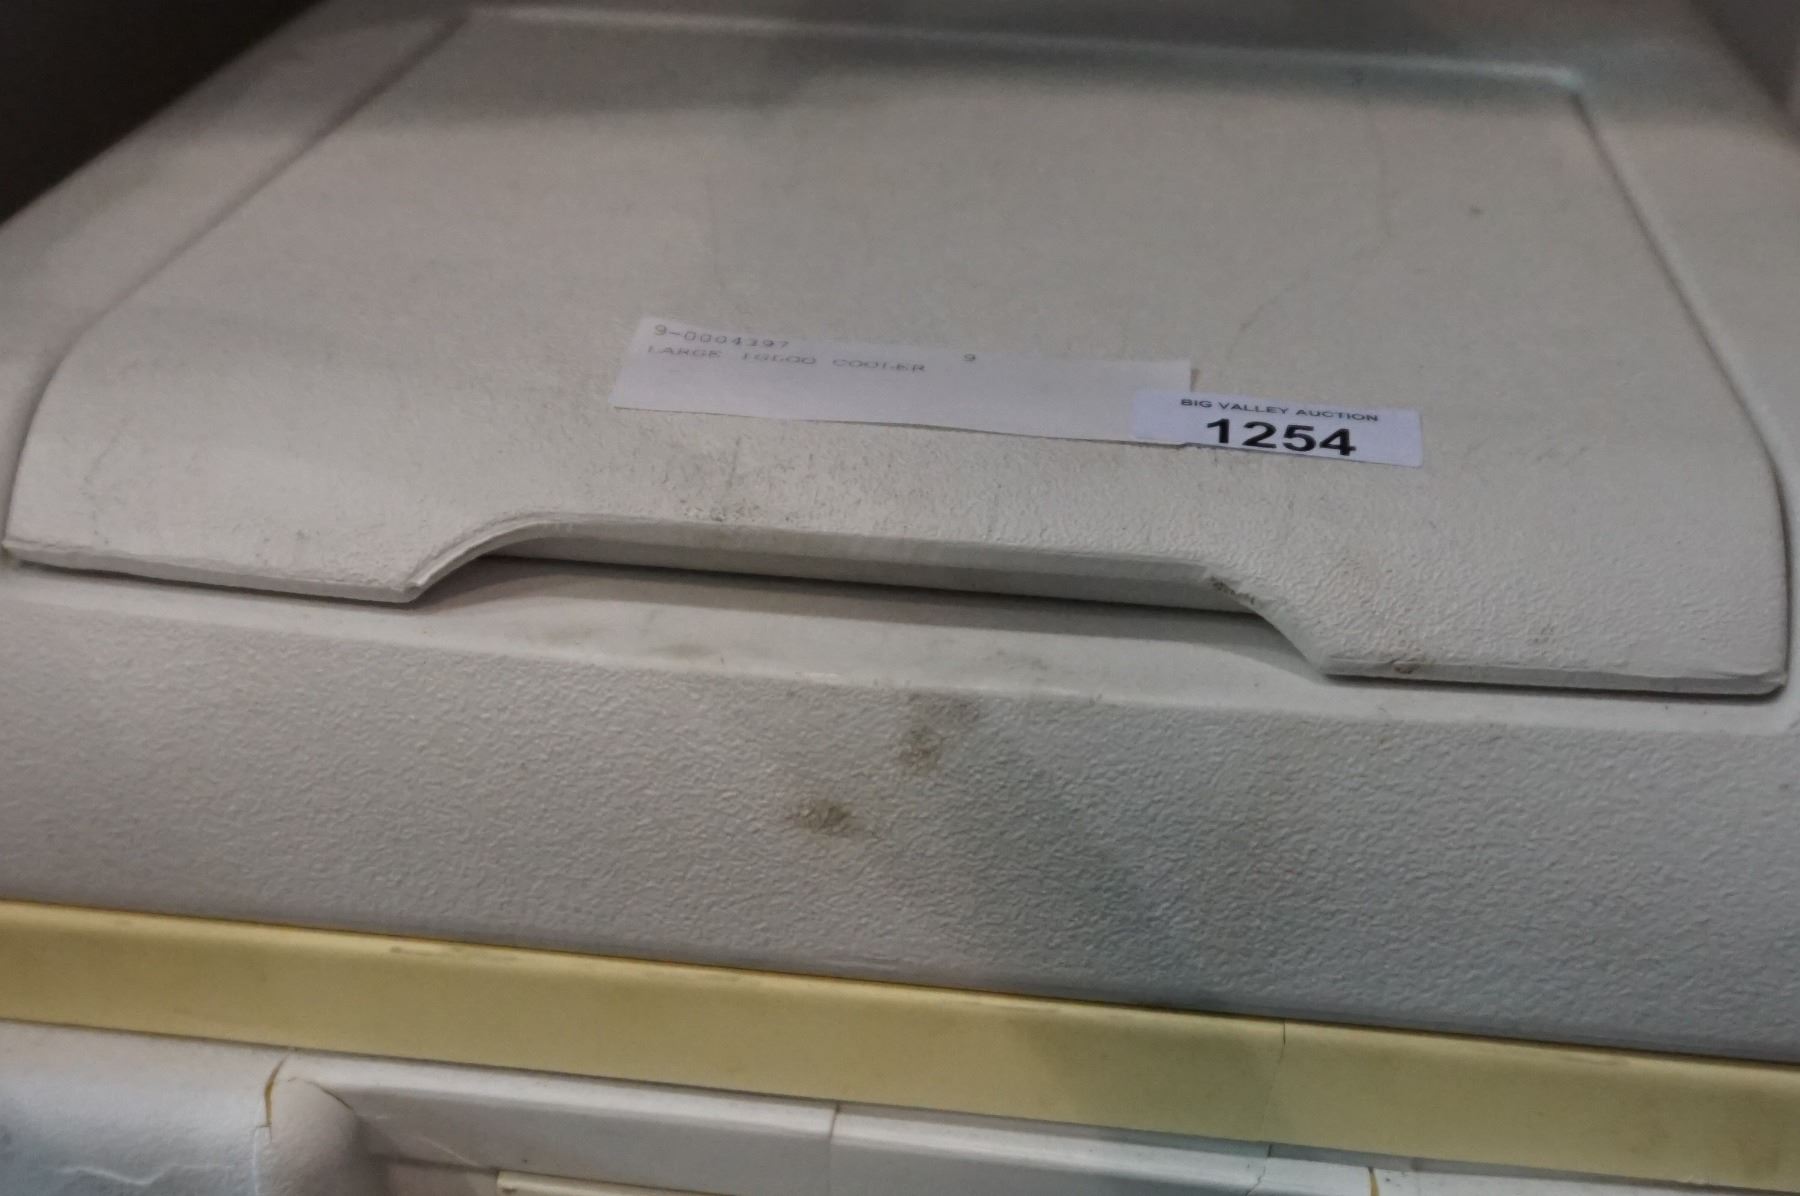 9-0004397 9
LARGE IGLOO COOLER
BIG VALLEY AUCTION
1254